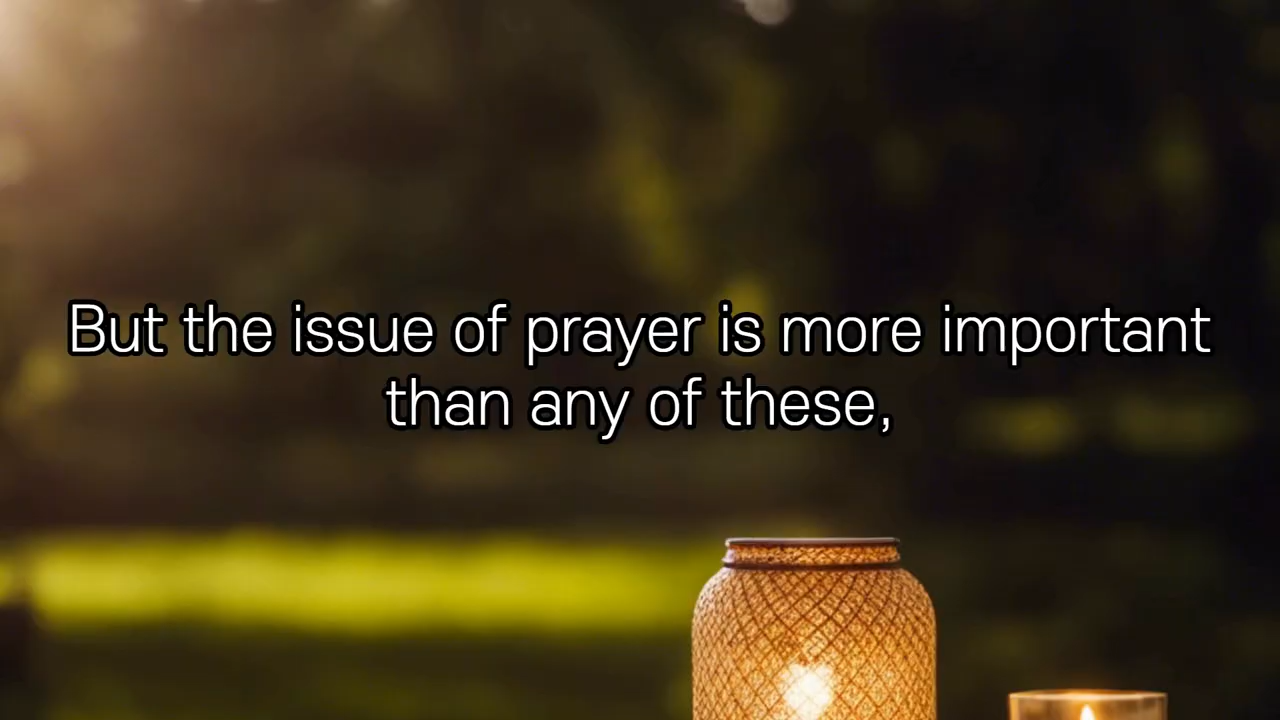 But the issue of prayer is more important
than any of these,